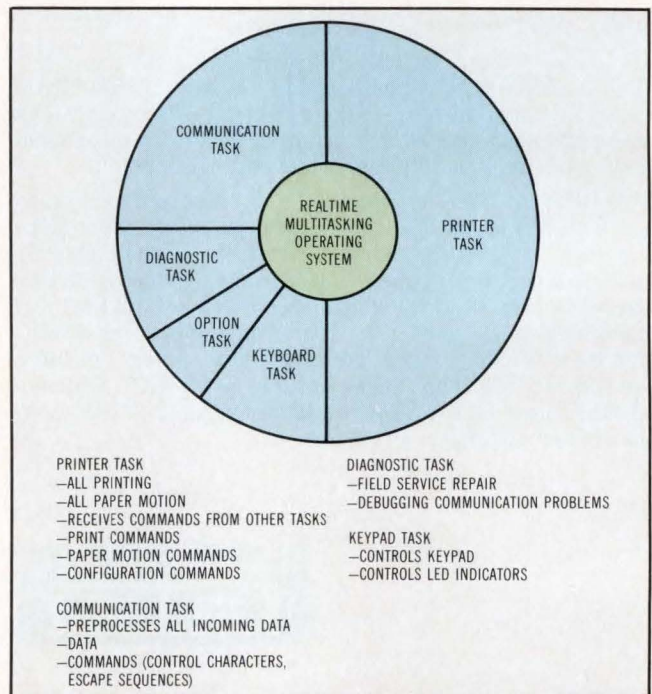 COMMUNICATION
TASK
REALTIME
MULTITASKING
OPERATING
SYSTEM
PRINTER
TASK
DIAGNOSTIC
TASK
OPTION
TASK
KEYBOARD
TASK
PRINTER TASK
—ALL PRINTING
—ALL PAPER MOTION
—RECEIVES COMMANDS FROM OTHER TASKS
—PRINT COMMANDS
—PAPER MOTION COMMANDS
—CONFIGURATION COMMANDS
COMMUNICATION TASK
—PREPROCESSES ALL INCOMING DATA
—DATA
—COMMANDS (CONTROL CHARACTERS,
ESCAPE SEQUENCES)
DIAGNOSTIC TASK
—FIELD SERVICE REPAIR
—DEBUGGING COMMUNICATION PROBLEMS
KEYPAD TASK
—CONTROLS KEYPAD
—CONTROLS LED INDICATORS